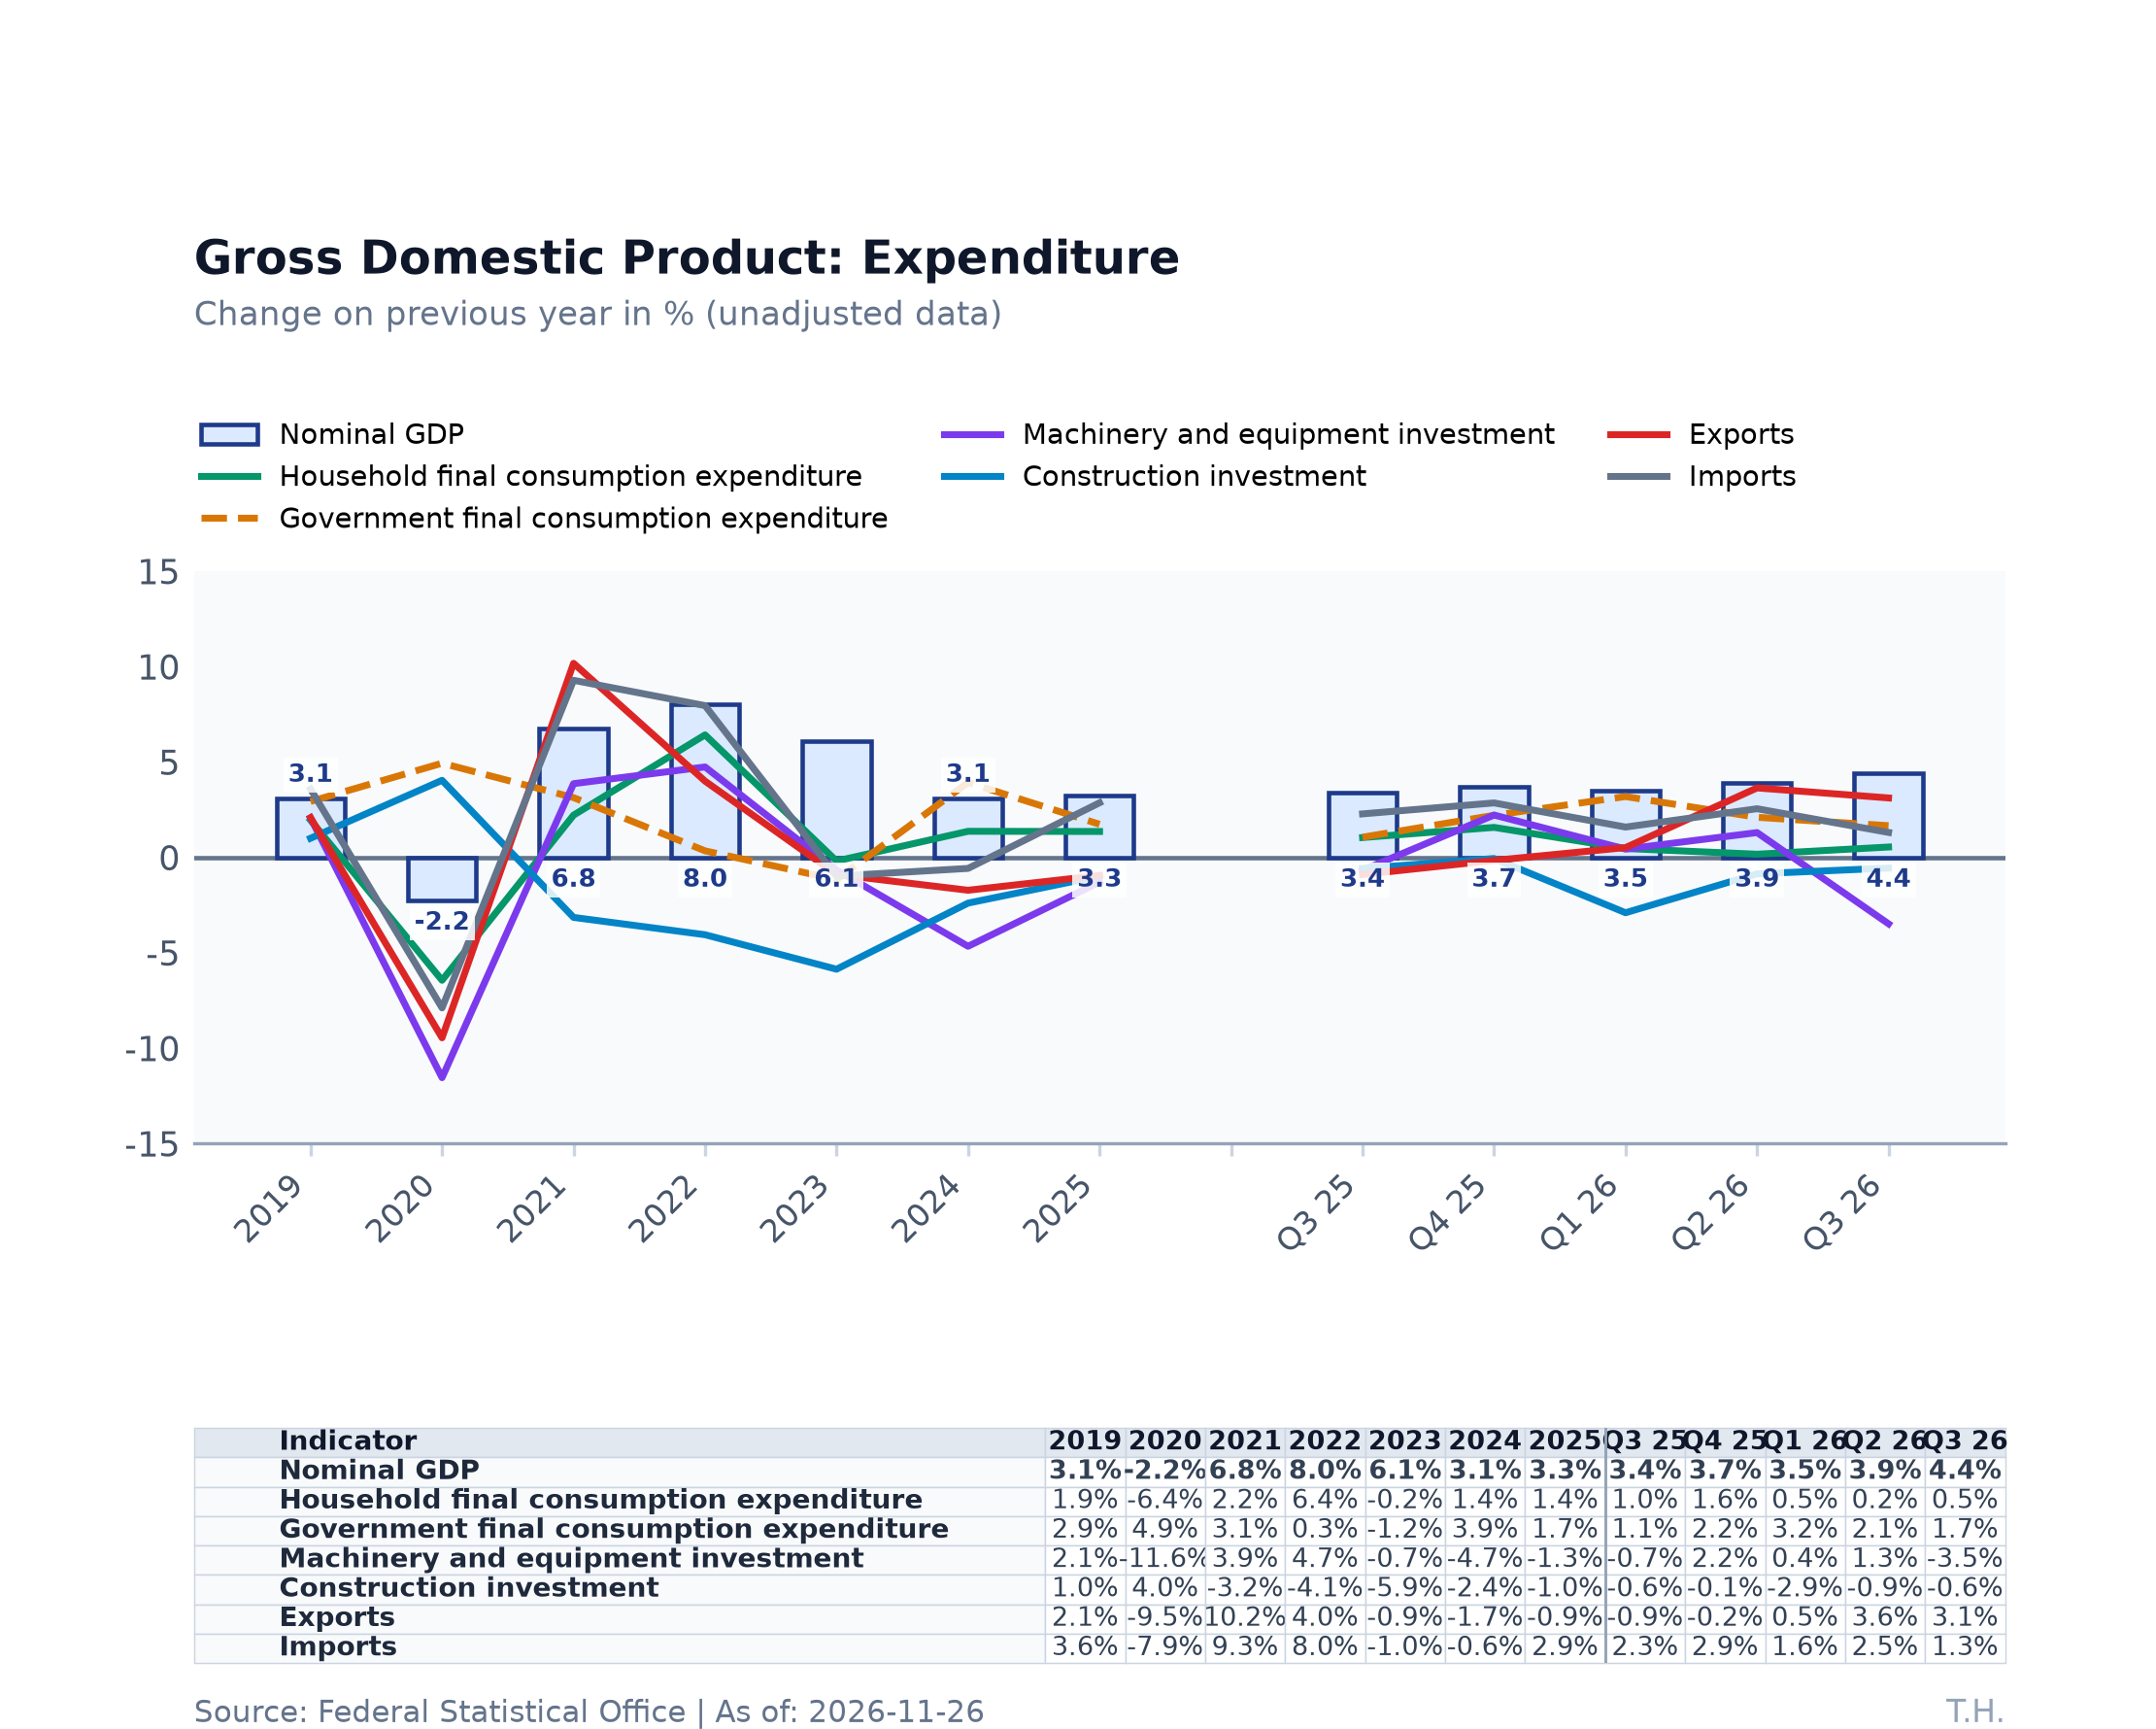 Gross Domestic Product: Expenditure
Change on previous year in % (unadjusted data)
Nominal GDP
Household final consumption expenditure
Government final consumption expenditure
Machinery and equipment investment
Construction investment
Exports
Imports
15
10
5
0
-5
-10
-15
3.1
-2.2
6.8
8.0
6.1
3.1
3.3
3.4
3.7
3.5
3.9
4.4
2019
2020
2021
2022
2023
2024
2025
Q3 25
Q4 25
Q1 26
Q2 26
Q3 26
Indicator 2019 2020 2021 2022 2023 2024 2025 Q3 25 Q4 25 Q1 26 Q2 26 Q3 26
Nominal GDP 3.1% -2.2% 6.8% 8.0% 6.1% 3.1% 3.3% 3.4% 3.7% 3.5% 3.9% 4.4%
Household final consumption expenditure 1.9% -6.4% 2.2% 6.4% -0.2% 1.4% 1.4% 1.0% 1.6% 0.5% 0.2% 0.5%
Government final consumption expenditure 2.9% 4.9% 3.1% 0.3% -1.2% 3.9% 1.7% 1.1% 2.2% 3.2% 2.1% 1.7%
Machinery and equipment investment 2.1% -11.6% 3.9% 4.7% -0.7% -4.7% -1.3% -0.7% 2.2% 0.4% 1.3% -3.5%
Construction investment 1.0% 4.0% -3.2% -4.1% -5.9% -2.4% -1.0% -0.6% -0.1% -2.9% -0.9% -0.6%
Exports 2.1% -9.5% 10.2% 4.0% -0.9% -1.7% -0.9% -0.9% -0.2% 0.5% 3.6% 3.1%
Imports 3.6% -7.9% 9.3% 8.0% -1.0% -0.6% 2.9% 2.3% 2.9% 1.6% 2.5% 1.3%
Source: Federal Statistical Office | As of: 2026-11-26
T.H.